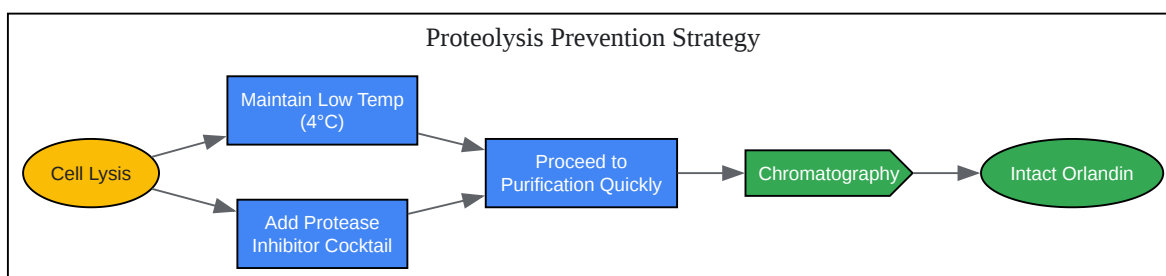 Proteolysis Prevention Strategy
Cell Lysis
Maintain Low Temp
(4°C)
Add Protease
Inhibitor Cocktail
Proceed to
Purification Quickly
Chromatography
Intact Orlandin